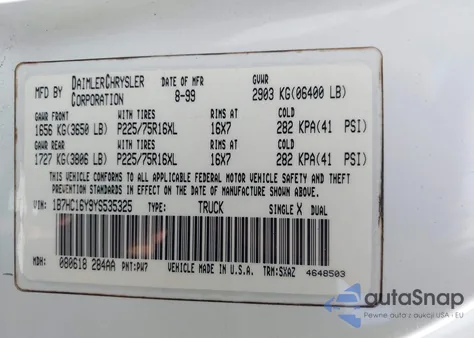 MFD BY DAIMLERCHRYSLER CORPORATION DATE OF MFR 8-99 GVWR 2903 KG(06400 LB)
GAWR FRONT WITH TIRES RIMS AT COLD
1656 KG(3650 LB) P225/75R16XL 16X7 282 KPA(41 PSI)
GAWR REAR WITH TIRES RIMS AT COLD
1727 KG(3806 LB) P225/75R16XL 16X7 282 KPA(41 PSI)
THIS VEHICLE CONFORMS TO ALL APPLICABLE FEDERAL MOTOR VEHICLE SAFETY AND
THEFT PREVENTION STANDARDS IN EFFECT ON THE DATE OF MANUFACTURE SHOWN ABOVE.
VIN: 1B7HC16Y9YS535325 TYPE: TRUCK SINGLE X DUAL
MDH: 080618 284AA PNT: PW7 VEHICLE MADE IN U.S.A. TRM: SXAZ 4648503
autoSnap
Pewne auta z aukcji USA i EU